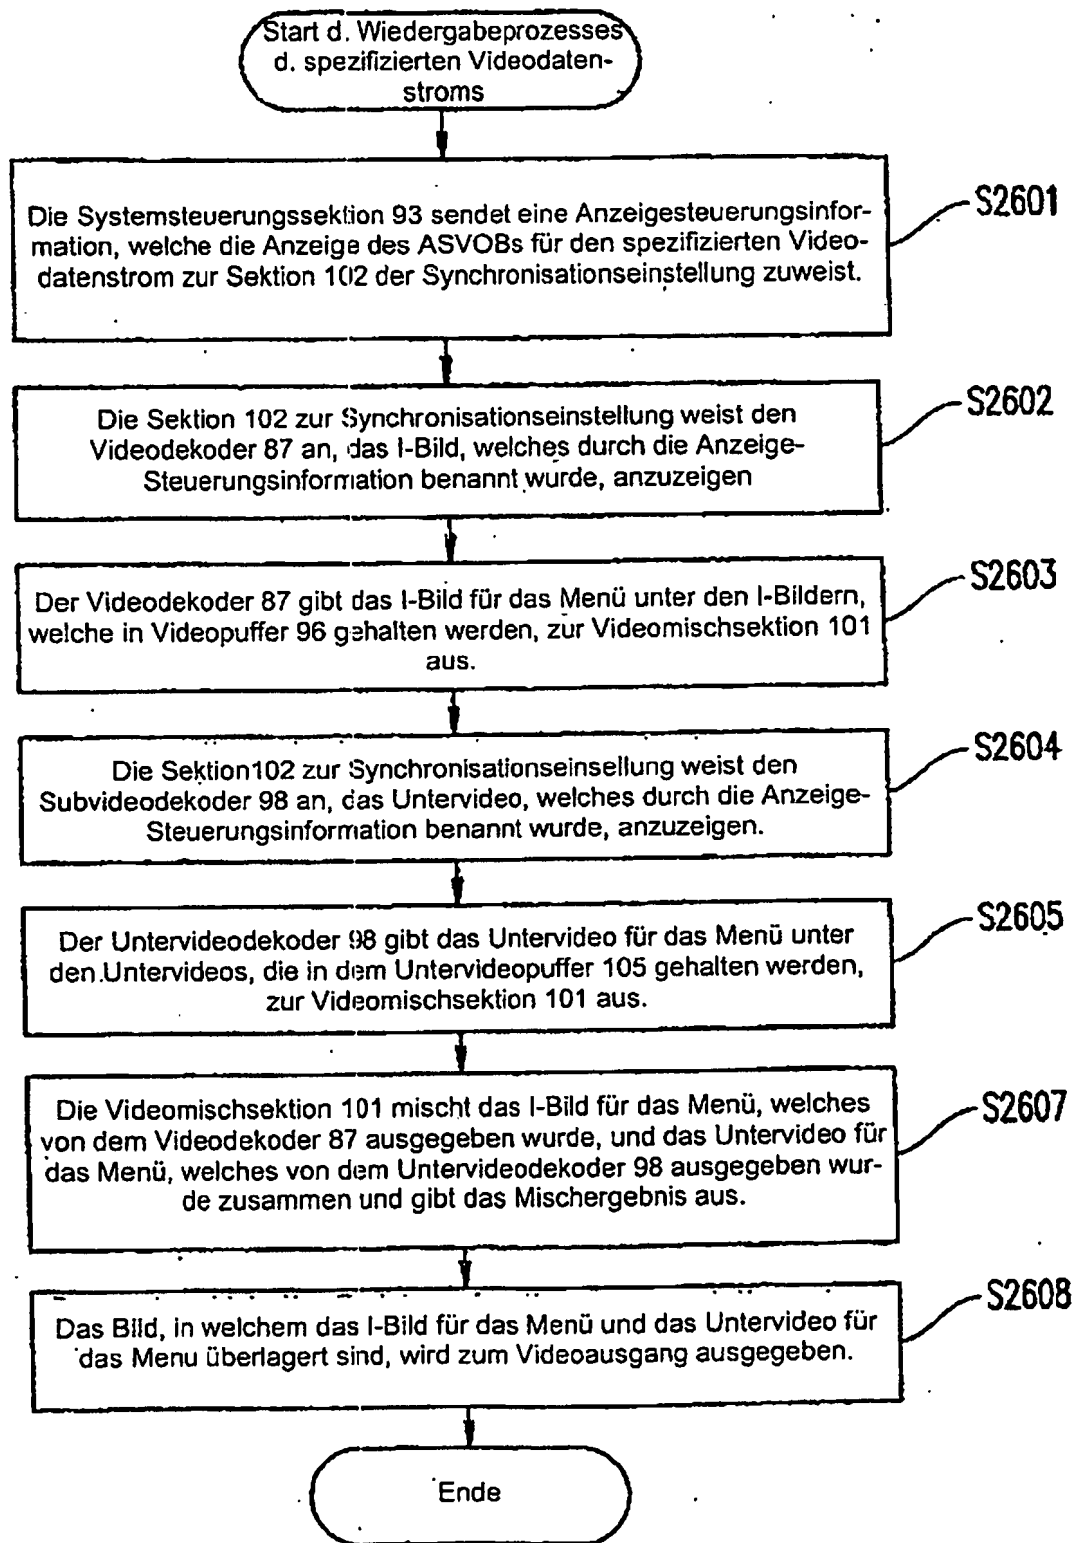 Start d. Wiedergabeprozesses
d. spezifizierten Videodaten-
stroms
Die Systemsteuerungssektion 93 sendet eine Anzeigesteuerungsinfor-
mation, welche die Anzeige des ASVOBs für den spezifizierten Video-
datenstrom zur Sektion 102 der Synchronisationseinstellung zuweist.
S2601
Die Sektion 102 zur Synchronisationseinstellung weist den
Videodekoder 87 an, das I-Bild, welches durch die Anzeige-
Steuerungsinformation benannt wurde, anzuzeigen
S2602
Der Videodekoder 87 gibt das I-Bild für das Menü unter den I-Bildern,
welche in Videopuffer 96 gehalten werden, zur Videomischsektion 101
aus.
S2603
Die Sektion102 zur Synchronisationseinsellung weist den
Subvideodekoder 98 an, das Untervideo, welches durch die Anzeige-
Steuerungsinformation benannt wurde, anzuzeigen.
S2604
Der Untervideodekoder 98 gibt das Untervideo für das Menü unter
den Untervideos, die in dem Untervideopuffer 105 gehalten werden,
zur Videomischsektion 101 aus.
S2605
Die Videomischsektion 101 mischt das I-Bild für das Menü, welches
von dem Videodekoder 87 ausgegeben wurde, und das Untervideo für
das Menü, welches von dem Untervideodekoder 98 ausgegeben wur-
de zusammen und gibt das Mischergebnis aus.
S2607
Das Bild, in welchem das I-Bild für das Menü und das Untervideo für
das Menu überlagert sind, wird zum Videoausgang ausgegeben.
S2608
Ende